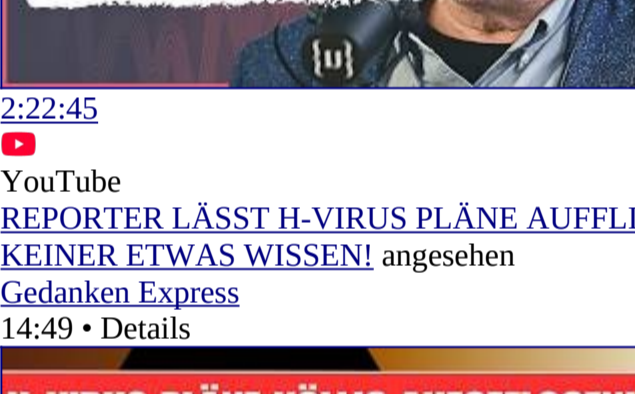 {u}
2:22:45
YouTube
REPORTER LÄSST H-VIRUS PLÄNE AUFFLI
KEINER ETWAS WISSEN! angesehen
Gedanken Express
14:49 • Details